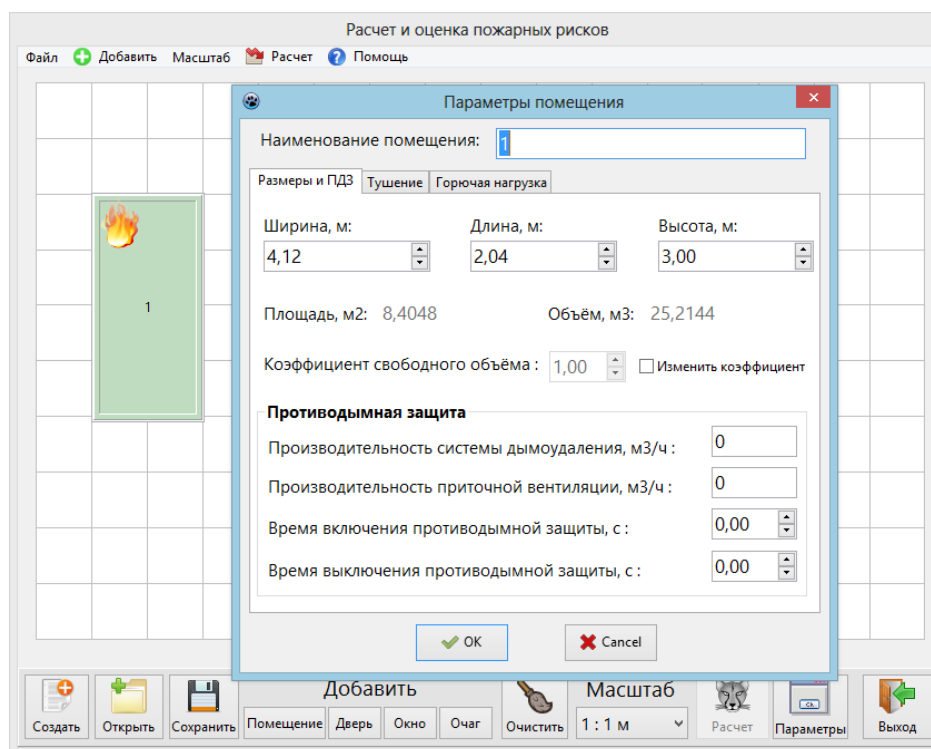 Расчет и оценка пожарных рисков
Файл Добавить Масштаб Расчет Помощь
Параметры помещения
Наименование помещения: 1
Размеры и ПДЗ Тушение Горючая нагрузка
Ширина, м: Длина, м: Высота, м:
4,12 2,04 3,00
1
Площадь, м2: 8,4048 Объём, м3: 25,2144
Коэффициент свободного объёма : 1,00 Изменить коэффициент
Противодымная защита
Производительность системы дымоудаления, м3/ч : 0
Производительность приточной вентиляции, м3/ч : 0
Время включения противодымной защиты, с : 0,00
Время выключения противодымной защиты, с : 0,00
OK Cancel
Добавить Масштаб
Создать Открыть Сохранить Помещение Дверь Окно Очаг Очистить 1 : 1 м Расчет Параметры Выход